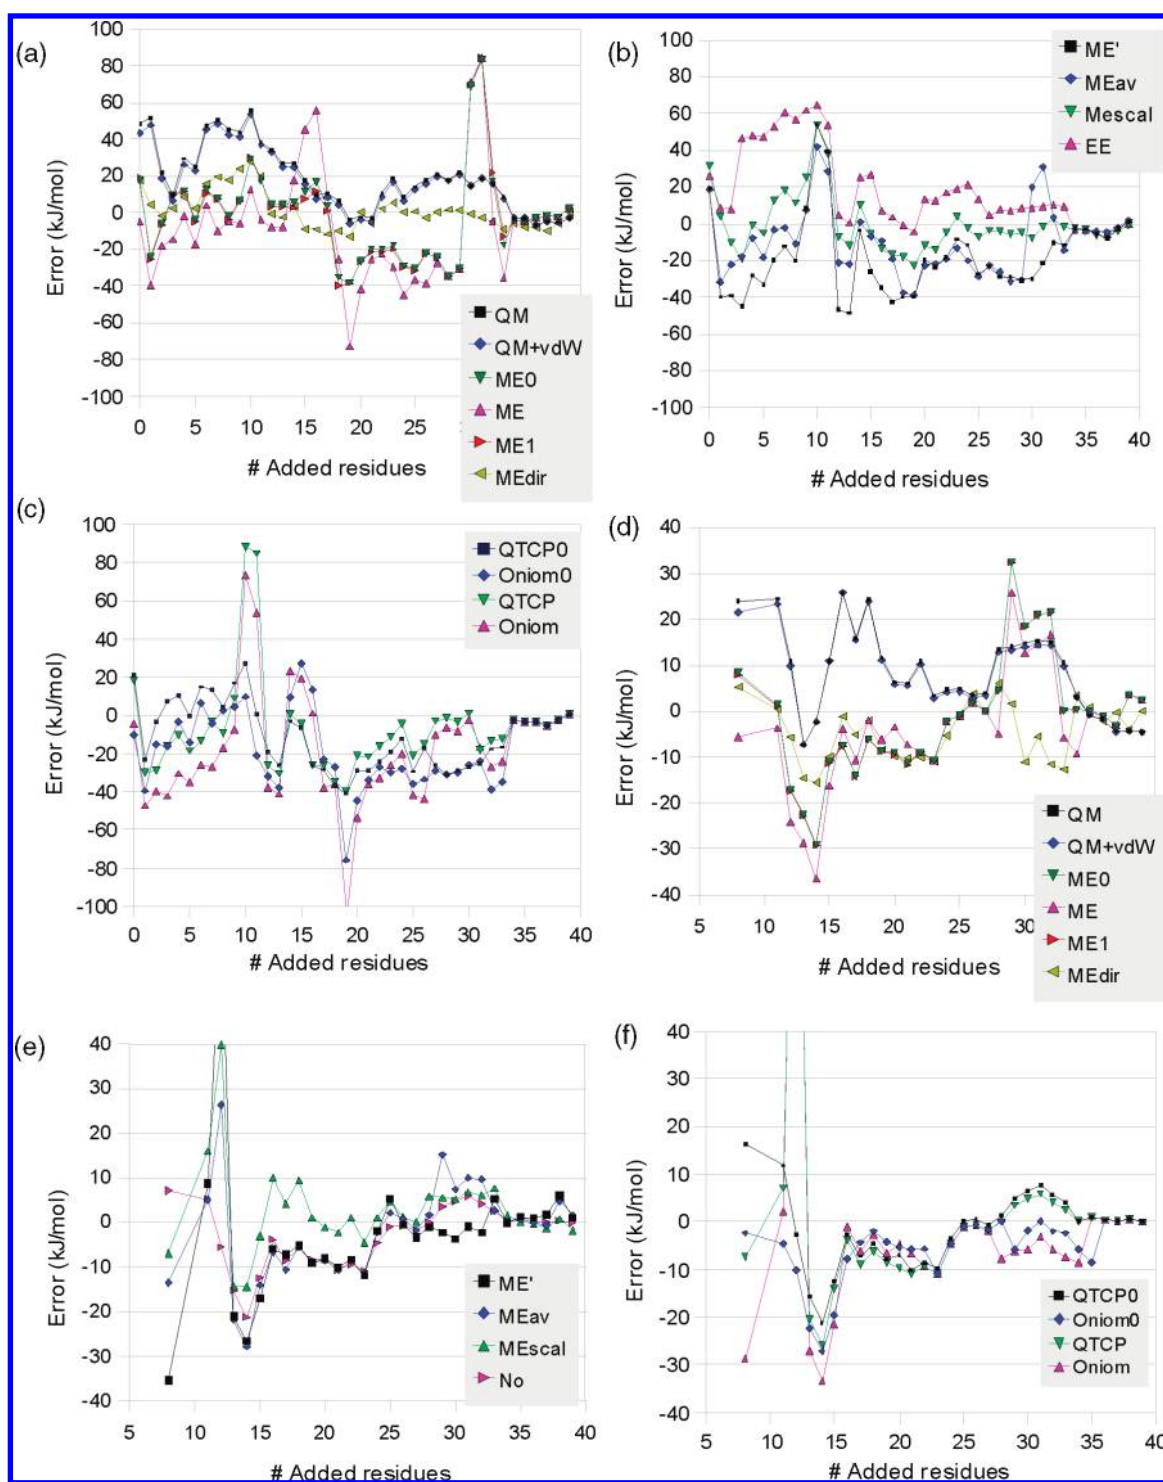 (a)
100
80
60
40
20
0
-20
-40
-60
-80
-100
Error (kJ/mol)
0 5 10 15 20 25
# Added residues
QM
QM+vdW
ME0
ME
ME1
MEdir
(b)
100
80
60
40
20
0
-20
-40
-60
-80
-100
Error (kJ/mol)
0 5 10 15 20 25 30 35 40
# Added residues
ME'
MEav
Mescal
EE
(c)
100
80
60
40
20
0
-20
-40
-60
-80
-100
Error (kJ/mol)
0 5 10 15 20 25 30 35 40
# Added residues
QTCP0
Oniom0
QTCP
Oniom
(d)
40
30
20
10
0
-10
-20
-30
-40
Error (kJ/mol)
5 10 15 20 25 30 35 40
# Added residues
QM
QM+vdW
ME0
ME
ME1
MEdir
(e)
40
30
20
10
0
-10
-20
-30
-40
Error (kJ/mol)
5 10 15 20 25 30 35 40
# Added residues
ME'
MEav
MEscal
No
(f)
40
30
20
10
0
-10
-20
-30
-40
Error (kJ/mol)
5 10 15 20 25 30 35 40
# Added residues
QTCP0
Oniom0
QTCP
Oniom